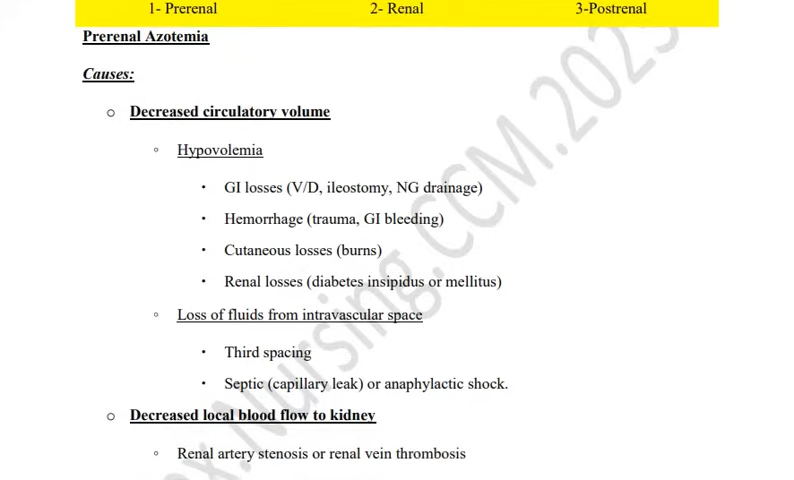 1- Prerenal 2- Renal 3-Postrenal
Prerenal Azotemia
Causes:
o Decreased circulatory volume
▫ Hypovolemia
• GI losses (V/D, ileostomy, NG drainage)
• Hemorrhage (trauma, GI bleeding)
• Cutaneous losses (burns)
• Renal losses (diabetes insipidus or mellitus)
▫ Loss of fluids from intravascular space
• Third spacing
• Septic (capillary leak) or anaphylactic shock.
o Decreased local blood flow to kidney
▫ Renal artery stenosis or renal vein thrombosis
Nursing.CCM.2023